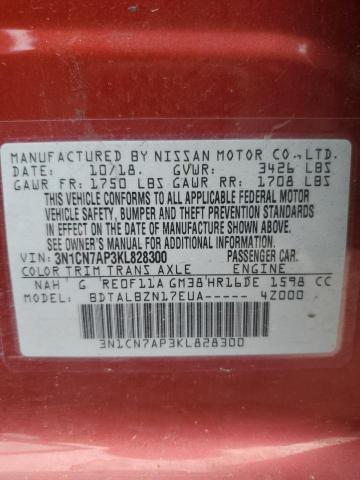 MANUFACTURED BY NISSAN MOTOR CO., LTD.
DATE: 10/18. GVWR: 3426 LBS
GAWR FR: 1750 LBS GAWR RR: 1708 LBS
THIS VEHICLE CONFORMS TO ALL APPLICABLE FEDERAL MOTOR
VEHICLE SAFETY, BUMPER AND THEFT PREVENTION STANDARDS
IN EFFECT ON THE DATE OF MANUFACTURE SHOWN ABOVE.
SEE OWNER'S MANUAL FOR ADDITIONAL INFORMATION.
VIN: 3N1CN7AP3KL828300 PASSENGER CAR.
COLOR TRIM TRANS AXLE ENGINE
NAH G RE0F11A GM38 HR16DE 1598 CC
MODEL: BDTALBZN17EUA----- 4Z000
3N1CN7AP3KL828300